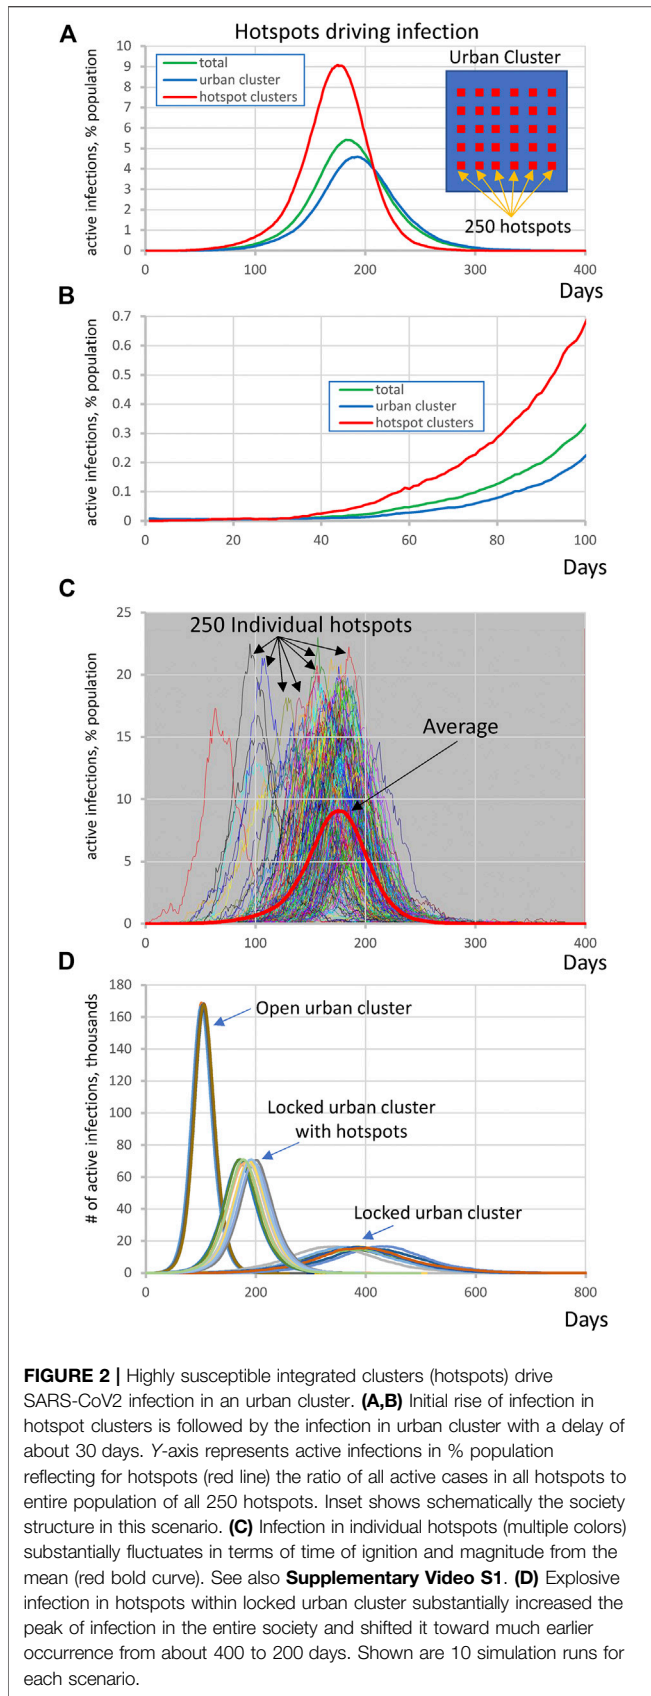 A
Hotspots driving infection
active infections, % population
10
9
8
7
6
5
4
3
2
1
0
total
urban cluster
hotspot clusters
Urban Cluster
250 hotspots
0 100 200 300 400
Days
B
active infections, % population
0.7
0.6
0.5
0.4
0.3
0.2
0.1
0
total
urban cluster
hotspot clusters
0 20 40 60 80 100
Days
C
active infections, % population
25
20
15
10
5
0
250 Individual hotspots
Average
0 100 200 300 400
Days
D
# of active infections, thousands
180
160
140
120
100
80
60
40
20
0
Open urban cluster
Locked urban cluster
with hotspots
Locked urban cluster
0 200 400 600 800
Days
FIGURE 2 | Highly susceptible integrated clusters (hotspots) drive
SARS-CoV2 infection in an urban cluster. (A,B) Initial rise of infection in
hotspot clusters is followed by the infection in urban cluster with a delay of
about 30 days. Y-axis represents active infections in % population
reflecting for hotspots (red line) the ratio of all active cases in all hotspots to
entire population of all 250 hotspots. Inset shows schematically the society
structure in this scenario. (C) Infection in individual hotspots (multiple colors)
substantially fluctuates in terms of time of ignition and magnitude from the
mean (red bold curve). See also Supplementary Video S1. (D) Explosive
infection in hotspots within locked urban cluster substantially increased the
peak of infection in the entire society and shifted it toward much earlier
occurrence from about 400 to 200 days. Shown are 10 simulation runs for
each scenario.